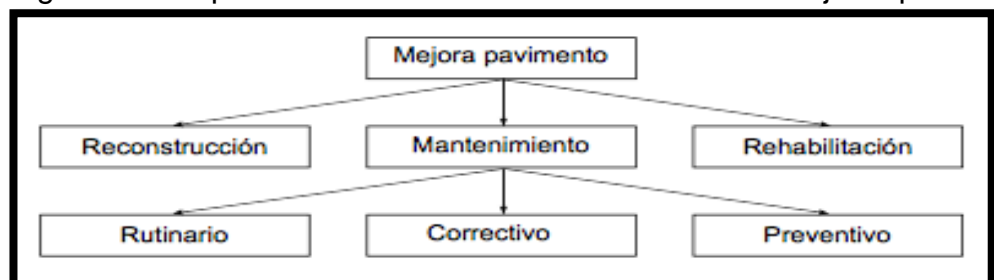 Mejora pavimento
Reconstrucción Mantenimiento Rehabilitación
Rutinario Correctivo Preventivo